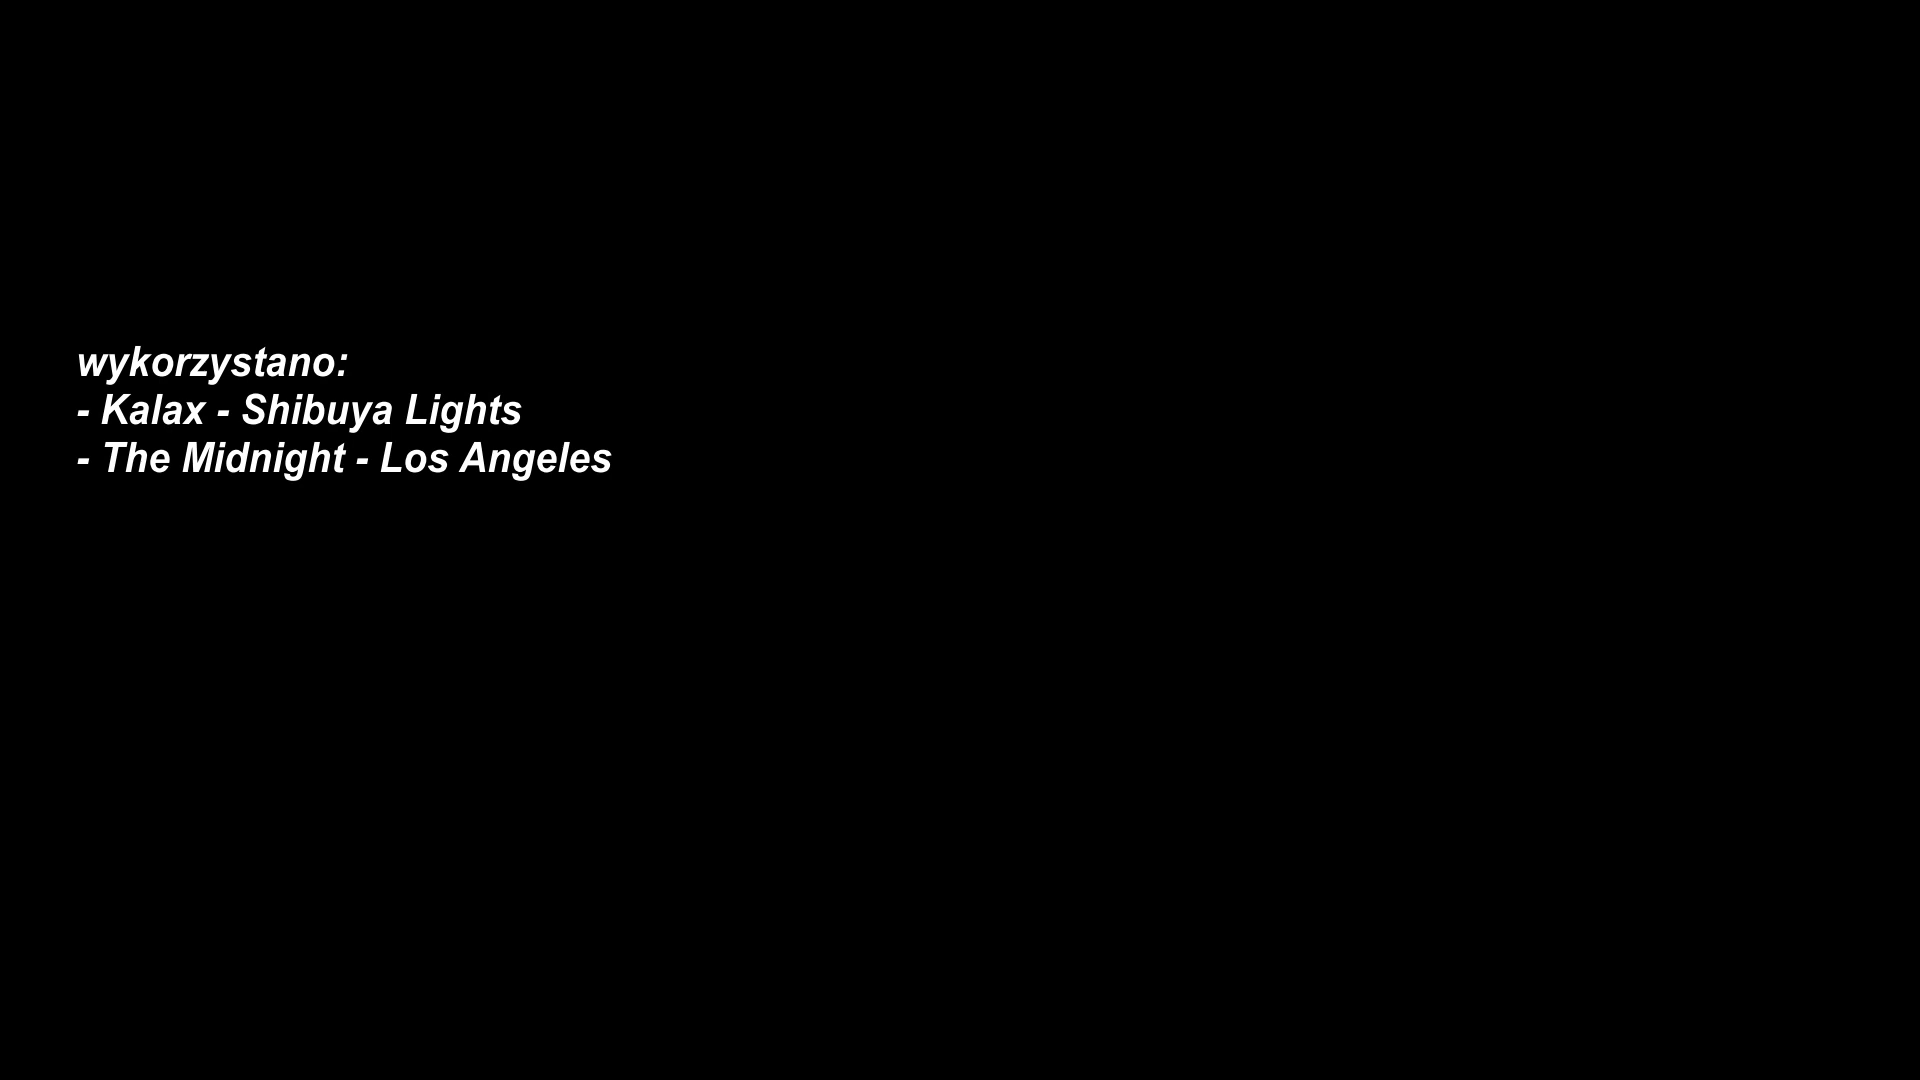 wykorzystano:
- Kalax - Shibuya Lights
- The Midnight - Los Angeles